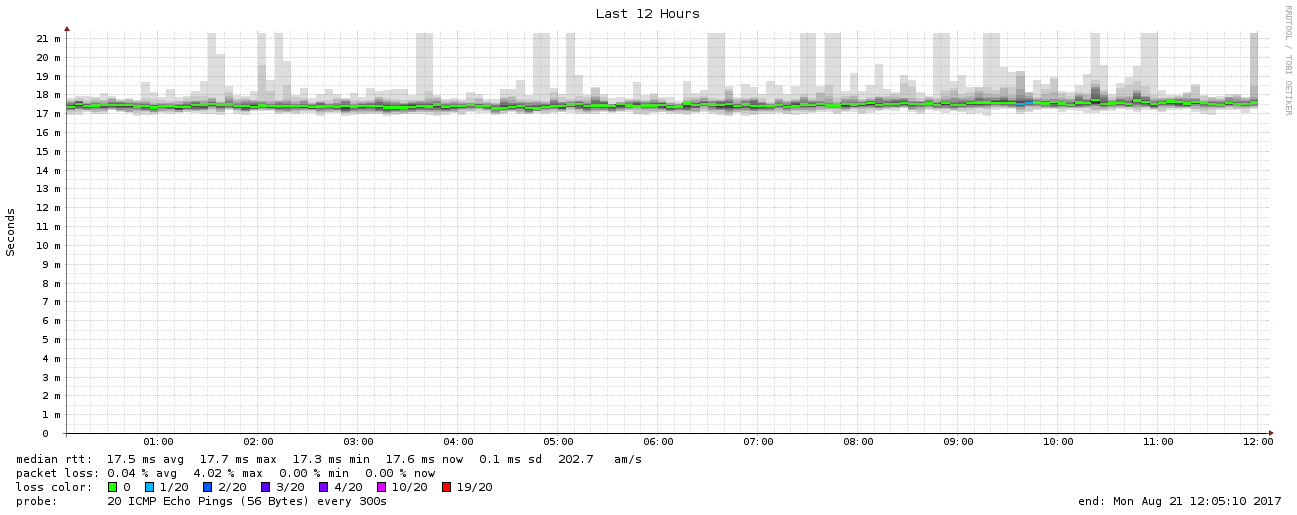 Last 12 Hours
RRDTOOL / TOBI OETIKER
Seconds
21 m
20 m
19 m
18 m
17 m
16 m
15 m
14 m
13 m
12 m
11 m
10 m
9 m
8 m
7 m
6 m
5 m
4 m
3 m
2 m
1 m
0
01:00 02:00 03:00 04:00 05:00 06:00 07:00 08:00 09:00 10:00 11:00 12:00
median rtt: 17.5 ms avg 17.7 ms max 17.3 ms min 17.6 ms now 0.1 ms sd 202.7 am/s
packet loss: 0.04 % avg 4.02 % max 0.00 % min 0.00 % now
loss color: 0 1/20 2/20 3/20 4/20 10/20 19/20
probe: 20 ICMP Echo Pings (56 Bytes) every 300s end: Mon Aug 21 12:05:10 2017